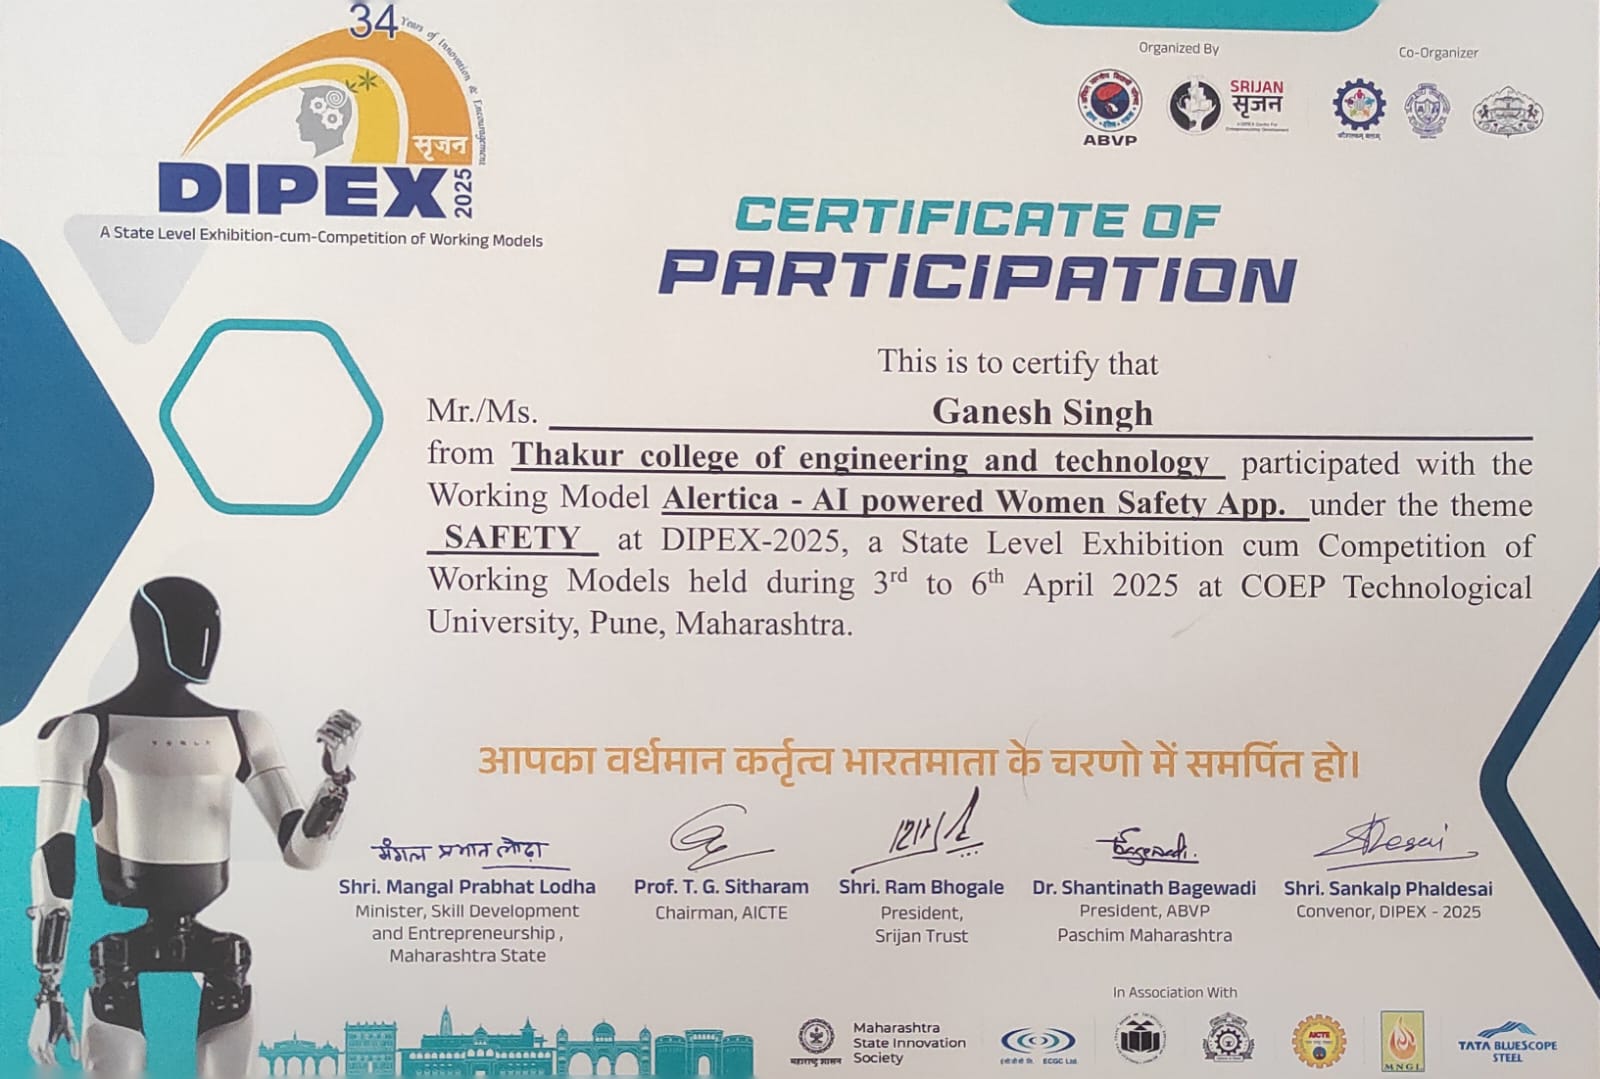 34 Years of Innovation &
सृजन
DIPEX 2025
A State Level Exhibition-cum-Competition of Working Models
Organized By
ABVP
SRIJAN
सृजन
Co-Organizer
CERTIFICATE OF
PARTICIPATION
This is to certify that
Mr./Ms. Ganesh Singh
from Thakur college of engineering and technology participated with the
Working Model Alertica - AI powered Women Safety App. under the theme
SAFETY at DIPEX-2025, a State Level Exhibition cum Competition of
Working Models held during 3rd to 6th April 2025 at COEP Technological
University, Pune, Maharashtra.
TESLA
आपका वर्धमान कर्तृत्व भारतमाता के चरणो में समर्पित हो।
मंगल प्रभात लोढ़ा
Shri. Mangal Prabhat Lodha
Minister, Skill Development
and Entrepreneurship ,
Maharashtra State
Prof. T. G. Sitharam
Chairman, AICTE
Shri. Ram Bhogale
President,
Srijan Trust
Bagewadi.
Dr. Shantinath Bagewadi
President, ABVP
Paschim Maharashtra
SDesai
Shri. Sankalp Phaldesai
Convenor, DIPEX - 2025
In Association With
महाराष्ट्र शासन
Maharashtra
State Innovation
Society
ECGC Ltd.
AICTE
MNGL
TATA BLUESCOPE
STEEL